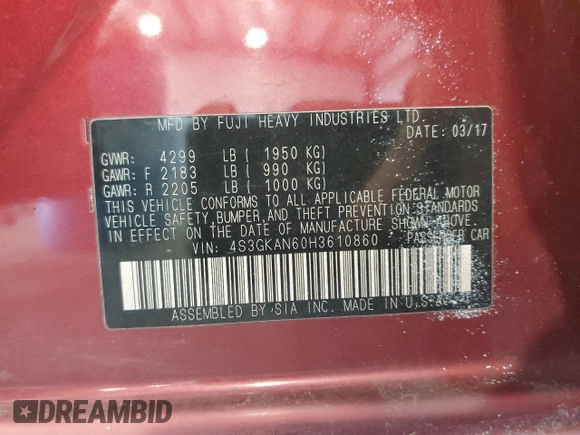 MFD BY FUJI HEAVY INDUSTRIES LTD.
DATE: 03/17
GVWR: 4299 LB ( 1950 KG)
GAWR: F 2183 LB ( 990 KG)
GAWR: R 2205 LB ( 1000 KG)
THIS VEHICLE CONFORMS TO ALL APPLICABLE FEDERAL MOTOR
VEHICLE SAFETY, BUMPER, AND THEFT PREVENTION STANDARDS
IN EFFECT ON THE DATE OF MANUFACTURE SHOWN ABOVE.
VIN: 4S3GKAN60H3610860 PASSENGER CAR
ASSEMBLED BY SIA INC. MADE IN U.S.A.
DREAMBID